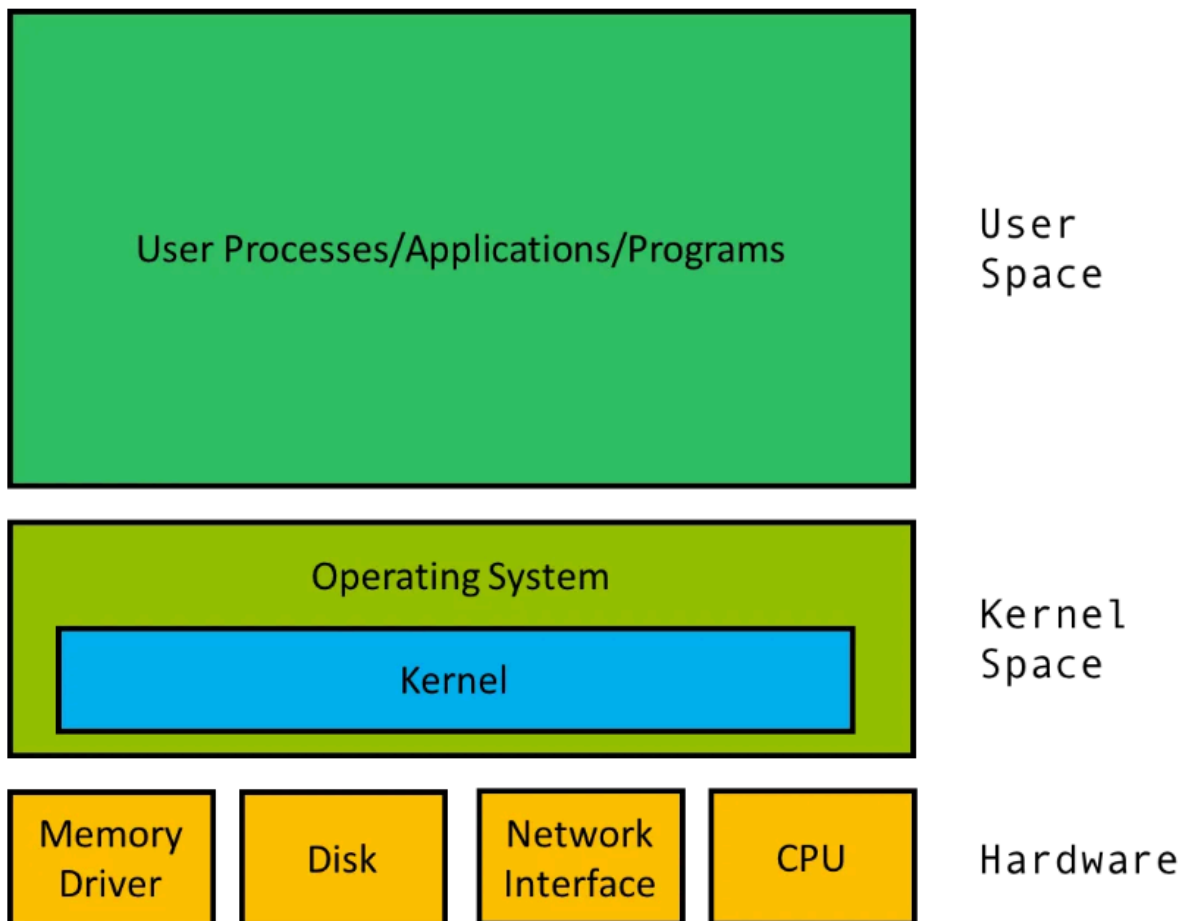 User Processes/Applications/Programs
User
Space
Operating System
Kernel
Kernel
Space
Memory
Driver
Disk
Network
Interface
CPU
Hardware